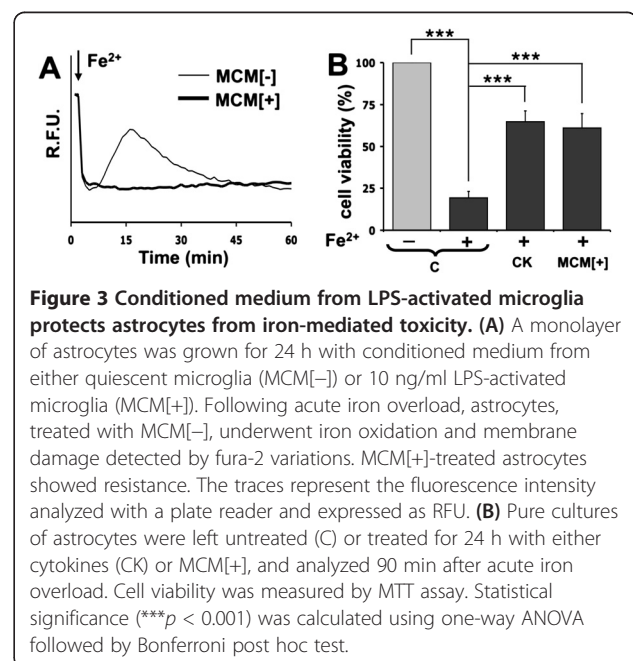 A
Fe²⁺
MCM[-]
MCM[+]
R.F.U.
0 15 30 45 60
Time (min)
B
***
***
***
100
75
50
25
0
cell viability (%)
Fe²⁺ − + + +
C CK MCM[+]
Figure 3 Conditioned medium from LPS-activated microglia
protects astrocytes from iron-mediated toxicity. (A) A monolayer
of astrocytes was grown for 24 h with conditioned medium from
either quiescent microglia (MCM[−]) or 10 ng/ml LPS-activated
microglia (MCM[+]). Following acute iron overload, astrocytes,
treated with MCM[−], underwent iron oxidation and membrane
damage detected by fura-2 variations. MCM[+]-treated astrocytes
showed resistance. The traces represent the fluorescence intensity
analyzed with a plate reader and expressed as RFU. (B) Pure cultures
of astrocytes were left untreated (C) or treated for 24 h with either
cytokines (CK) or MCM[+], and analyzed 90 min after acute iron
overload. Cell viability was measured by MTT assay. Statistical
significance (***p < 0.001) was calculated using one-way ANOVA
followed by Bonferroni post hoc test.